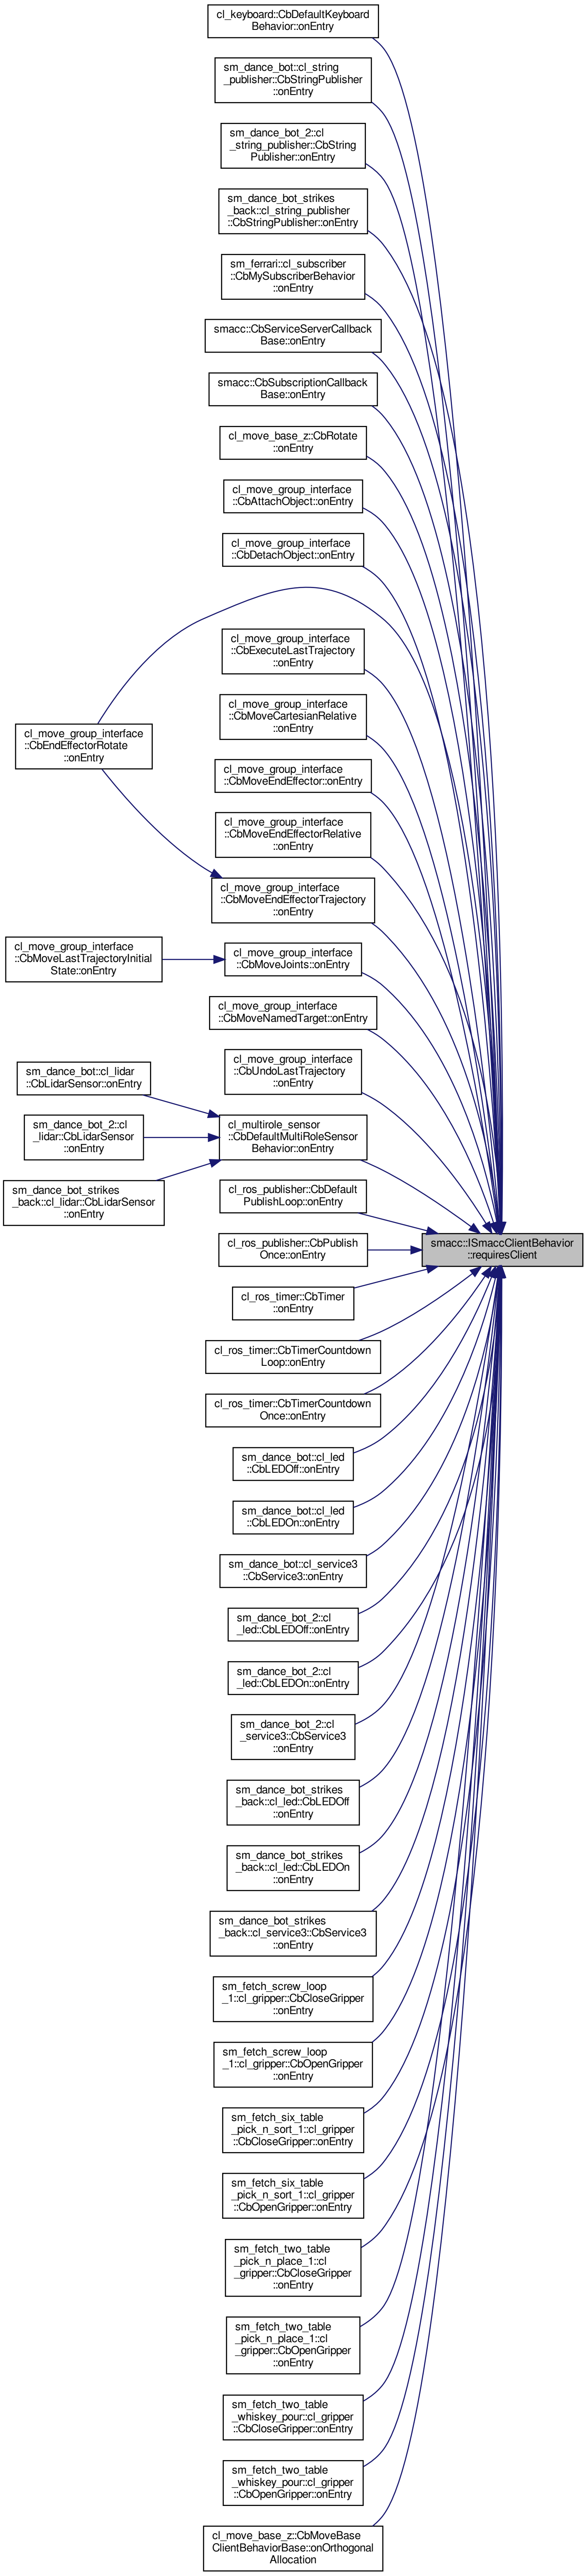 cl_keyboard::CbDefaultKeyboard
Behavior::onEntry
sm_dance_bot::cl_string
_publisher::CbStringPublisher
::onEntry
sm_dance_bot_2::cl
_string_publisher::CbString
Publisher::onEntry
sm_dance_bot_strikes
_back::cl_string_publisher
::CbStringPublisher::onEntry
sm_ferrari::cl_subscriber
::CbMySubscriberBehavior
::onEntry
smacc::CbServiceServerCallback
Base::onEntry
smacc::CbSubscriptionCallback
Base::onEntry
cl_move_base_z::CbRotate
::onEntry
cl_move_group_interface
::CbAttachObject::onEntry
cl_move_group_interface
::CbDetachObject::onEntry
cl_move_group_interface
::CbExecuteLastTrajectory
::onEntry
cl_move_group_interface
::CbEndEffectorRotate
::onEntry
cl_move_group_interface
::CbMoveCartesianRelative
::onEntry
cl_move_group_interface
::CbMoveEndEffector::onEntry
cl_move_group_interface
::CbMoveEndEffectorRelative
::onEntry
cl_move_group_interface
::CbMoveEndEffectorTrajectory
::onEntry
cl_move_group_interface
::CbMoveLastTrajectoryInitial
State::onEntry
cl_move_group_interface
::CbMoveJoints::onEntry
cl_move_group_interface
::CbMoveNamedTarget::onEntry
cl_move_group_interface
::CbUndoLastTrajectory
::onEntry
sm_dance_bot::cl_lidar
::CbLidarSensor::onEntry
sm_dance_bot_2::cl
_lidar::CbLidarSensor
::onEntry
sm_dance_bot_strikes
_back::cl_lidar::CbLidarSensor
::onEntry
cl_multirole_sensor
::CbDefaultMultiRoleSensor
Behavior::onEntry
cl_ros_publisher::CbDefault
PublishLoop::onEntry
cl_ros_publisher::CbPublish
Once::onEntry
smacc::ISmaccClientBehavior
::requiresClient
cl_ros_timer::CbTimer
::onEntry
cl_ros_timer::CbTimerCountdown
Loop::onEntry
cl_ros_timer::CbTimerCountdown
Once::onEntry
sm_dance_bot::cl_led
::CbLEDOff::onEntry
sm_dance_bot::cl_led
::CbLEDOn::onEntry
sm_dance_bot::cl_service3
::CbService3::onEntry
sm_dance_bot_2::cl
_led::CbLEDOff::onEntry
sm_dance_bot_2::cl
_led::CbLEDOn::onEntry
sm_dance_bot_2::cl
_service3::CbService3
::onEntry
sm_dance_bot_strikes
_back::cl_led::CbLEDOff
::onEntry
sm_dance_bot_strikes
_back::cl_led::CbLEDOn
::onEntry
sm_dance_bot_strikes
_back::cl_service3::CbService3
::onEntry
sm_fetch_screw_loop
_1::cl_gripper::CbCloseGripper
::onEntry
sm_fetch_screw_loop
_1::cl_gripper::CbOpenGripper
::onEntry
sm_fetch_six_table
_pick_n_sort_1::cl_gripper
::CbCloseGripper::onEntry
sm_fetch_six_table
_pick_n_sort_1::cl_gripper
::CbOpenGripper::onEntry
sm_fetch_two_table
_pick_n_place_1::cl
_gripper::CbCloseGripper
::onEntry
sm_fetch_two_table
_pick_n_place_1::cl
_gripper::CbOpenGripper
::onEntry
sm_fetch_two_table
_whiskey_pour::cl_gripper
::CbCloseGripper::onEntry
sm_fetch_two_table
_whiskey_pour::cl_gripper
::CbOpenGripper::onEntry
cl_move_base_z::CbMoveBase
ClientBehaviorBase::onOrthogonal
Allocation